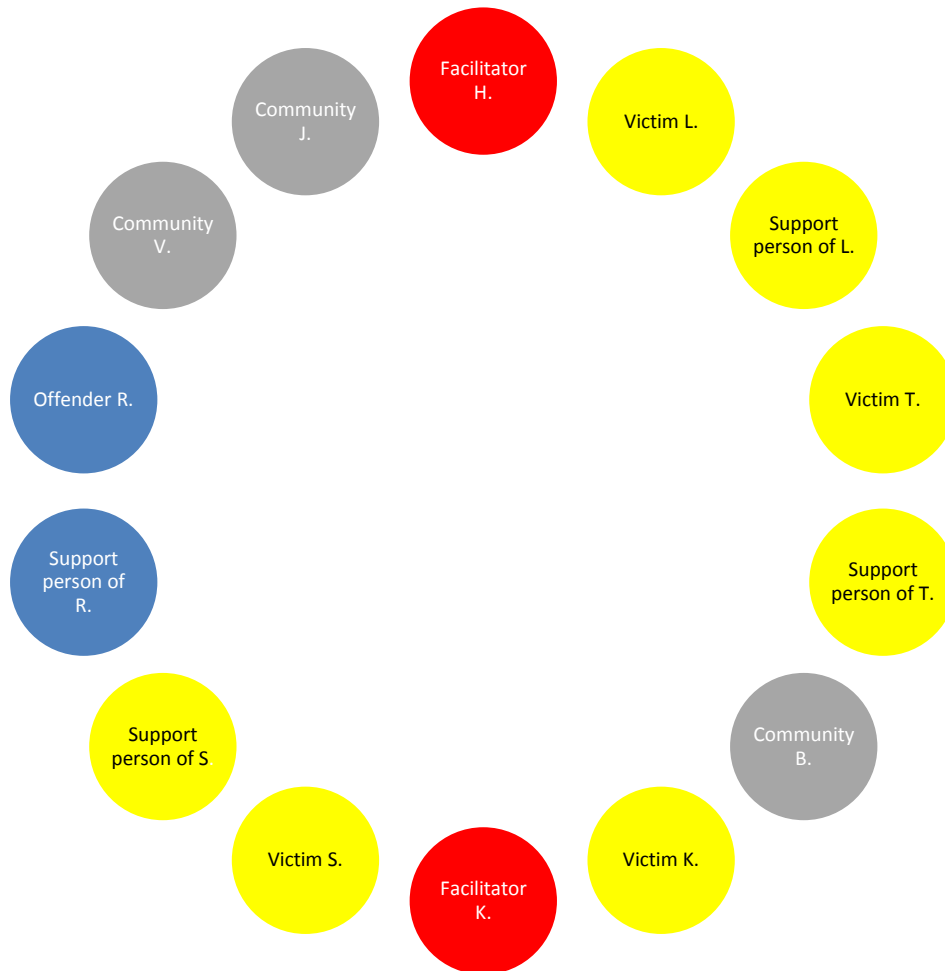 Facilitator
H.
Victim L.
Support
person of L.
Victim T.
Support
person of T.
Community
B.
Victim K.
Facilitator
K.
Victim S.
Support
person of S
Support
person of
R.
Offender R.
Community
V.
Community
J.